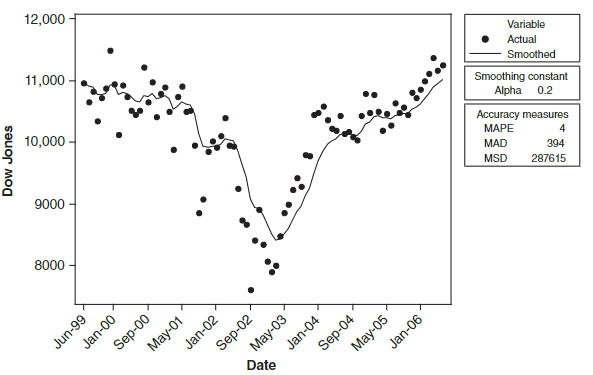 12,000
11,000
10,000
9000
8000
Dow Jones
Jun-99
Jan-00
Sep-00
May-01
Jan-02
Sep-02
May-03
Jan-04
Sep-04
May-05
Jan-06
Date
Variable
Actual
Smoothed
Smoothing constant
Alpha 0.2
Accuracy measures
MAPE 4
MAD 394
MSD 287615